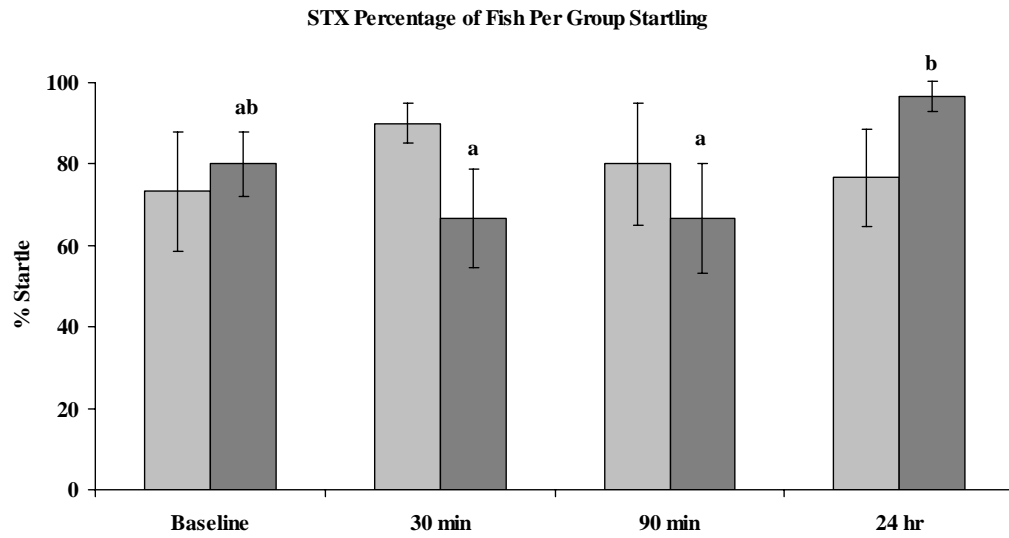 STX Percentage of Fish Per Group Startling
% Startle
100
80
60
40
20
0
ab
a
a
b
Baseline 30 min 90 min 24 hr